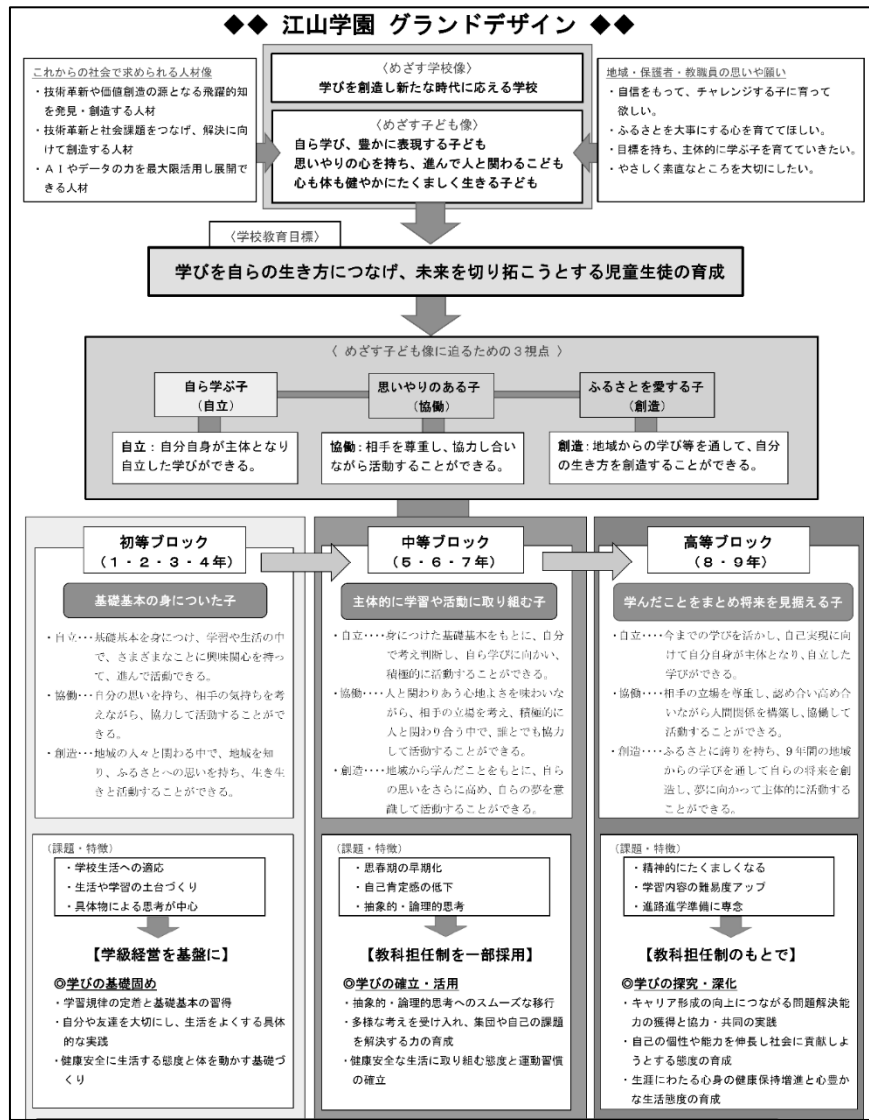 ◆◆ 江山学園 グランドデザイン ◆◆
これからの社会で求められる人材像
・技術革新や価値創造の源となる飛躍的知
を発見・創造する人材
・技術革新と社会課題をつなげ、解決に向
けて創造する人材
・ＡＩやデータの力を最大限活用し展開で
きる人材
〈めざす学校像〉
学びを創造し新たな時代に応える学校
〈めざす子ども像〉
自ら学び、豊かに表現する子ども
思いやりの心を持ち、進んで人と関わるこども
心も体も健やかにたくましく生きる子ども
地域・保護者・教職員の思いや願い
・自信をもって、チャレンジする子に育って
欲しい。
・ふるさとを大事にする心を育ててほしい。
・目標を持ち、主体的に学ぶ子を育てていきたい。
・やさしく素直なところを大切にしたい。
〈学校教育目標〉
学びを自らの生き方につなげ、未来を切り拓こうとする児童生徒の育成
〈 めざす子ども像に迫るための３視点 〉
自ら学ぶ子
（自立）
自立：自分自身が主体となり
自立した学びができる。
思いやりのある子
（協働）
協働：相手を尊重し、協力し合い
ながら活動することができる。
ふるさとを愛する子
（創造）
創造：地域からの学び等を通して、自分
の生き方を創造することができる。
初等ブロック
（１・２・３・４年）
基礎基本の身についた子
・自立‥‥基礎基本を身につけ、学習や生活の中
で、さまざまなことに興味関心を持っ
て、進んで活動できる。
・協働‥‥自分の思いを持ち、相手の気持ちを考
えながら、協力して活動することがで
きる。
・創造‥‥地域の人々と関わる中で、地域を知
り、ふるさとへの思いを持ち、生き生
きと活動することができる。
（課題・特徴）
・学校生活への適応
・生活や学習の土台づくり
・具体物による思考が中心
【学級経営を基盤に】
◎学びの基礎固め
・学習規律の定着と基礎基本の習得
・自分や友達を大切にし、生活をよくする具体
的な実践
・健康安全に生活する態度と体を動かす基礎づ
くり
中等ブロック
（５・６・７年）
主体的に学習や活動に取り組む子
・自立‥‥身につけた基礎基本をもとに、自分
で考え判断し、自ら学びに向かい、
積極的に活動することができる。
・協働‥‥人と関わりあう心地よさを味わいな
がら、相手の立場を考え、積極的に
人と関わり合う中で、誰とでも協力
して活動することができる。
・創造‥‥地域から学んだことをもとに、自ら
の思いをさらに高め、自らの夢を意
識して活動することができる。
（課題・特徴）
・思春期の早期化
・自己肯定感の低下
・抽象的・論理的思考
【教科担任制を一部採用】
◎学びの確立・活用
・抽象的・論理的思考へのスムーズな移行
・多様な考えを受け入れ、集団や自己の課題
を解決する力の育成
・健康安全な生活に取り組む態度と運動習慣
の確立
高等ブロック
（８・９年）
学んだことをまとめ将来を見据える子
・自立‥‥今までの学びを活かし、自己実現に向
けて自分自身が主体となり、自立した
学びができる。
・協働‥‥相手の立場を尊重し、認め合い高め合
いながら人間関係を構築し、協働して
活動することができる。
・創造‥‥ふるさとに誇りを持ち、９年間の地域
からの学びを通して自らの将来を創
造し、夢に向かって主体的に活動する
ことができる。
（課題・特徴）
・精神的にたくましくなる
・学習内容の難易度アップ
・進路進学準備に専念
【教科担任制のもとで】
◎学びの探究・深化
・キャリア形成の向上につながる問題解決能
力の獲得と協力・共同の実践
・自己の個性や能力を伸長し社会に貢献しよ
うとする態度の育成
・生涯にわたる心身の健康保持増進と心豊か
な生活態度の育成